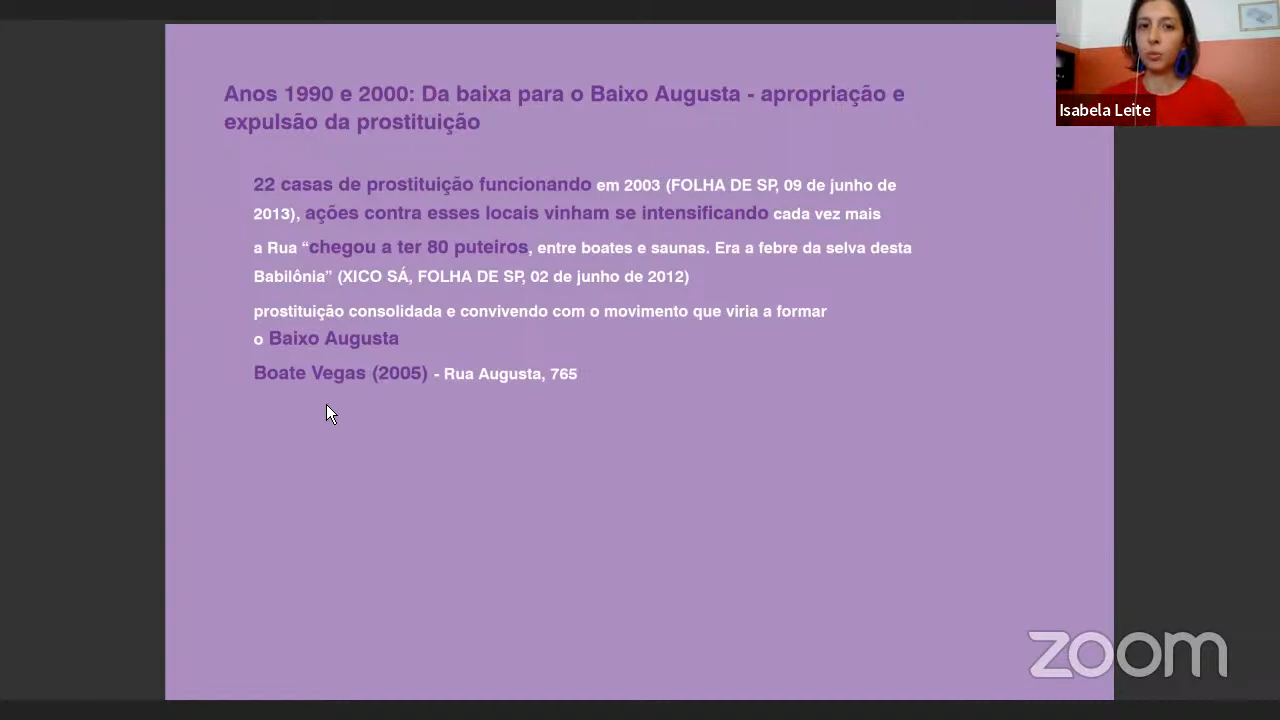 Anos 1990 e 2000: Da baixa para o Baixo Augusta - apropriação e
expulsão da prostituição
Isabela Leite
22 casas de prostituição funcionando em 2003 (FOLHA DE SP, 09 de junho de
2013), ações contra esses locais vinham se intensificando cada vez mais
a Rua “chegou a ter 80 puteiros, entre boates e saunas. Era a febre da selva desta
Babilônia” (XICO SÁ, FOLHA DE SP, 02 de junho de 2012)
prostituição consolidada e convivendo com o movimento que viria a formar
o Baixo Augusta
Boate Vegas (2005) - Rua Augusta, 765
zoom